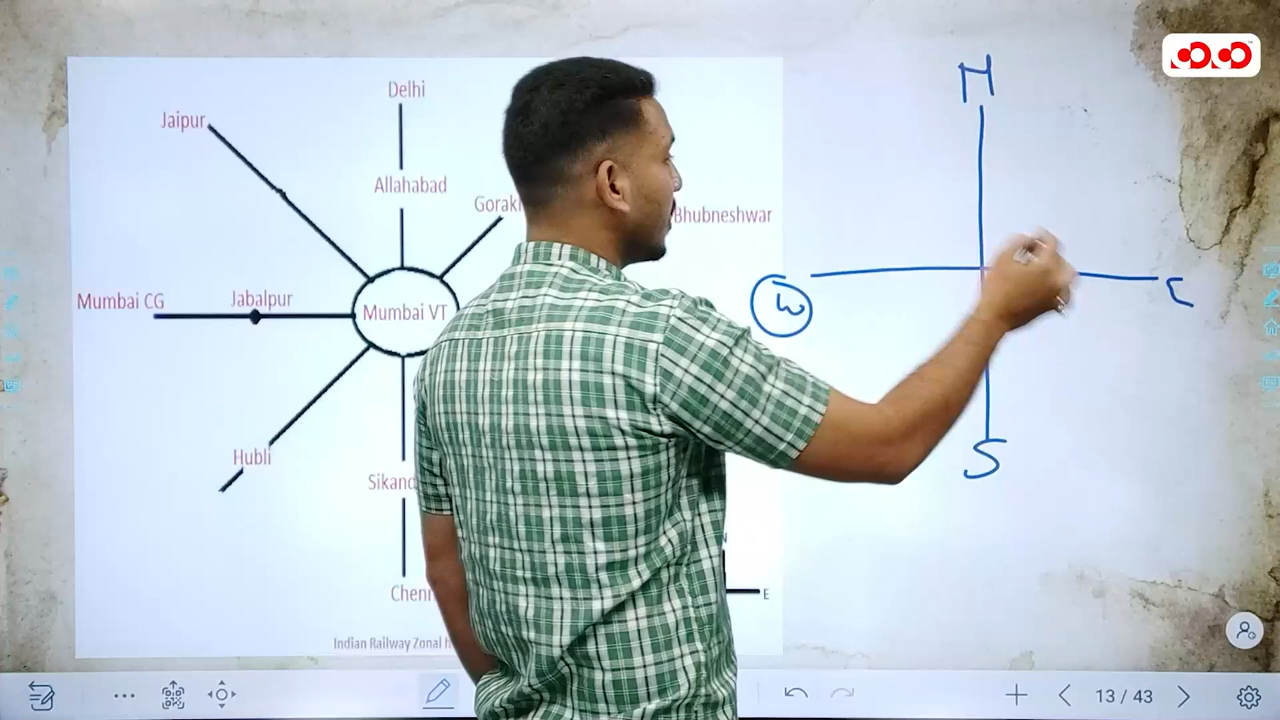 Delhi
Jaipur
Allahabad
Bhubneshwar
Mumbai CG
Jabalpur
Mumbai VT
Hubli
E
Indian Railway Zonal
N
W
E
S
13 / 43